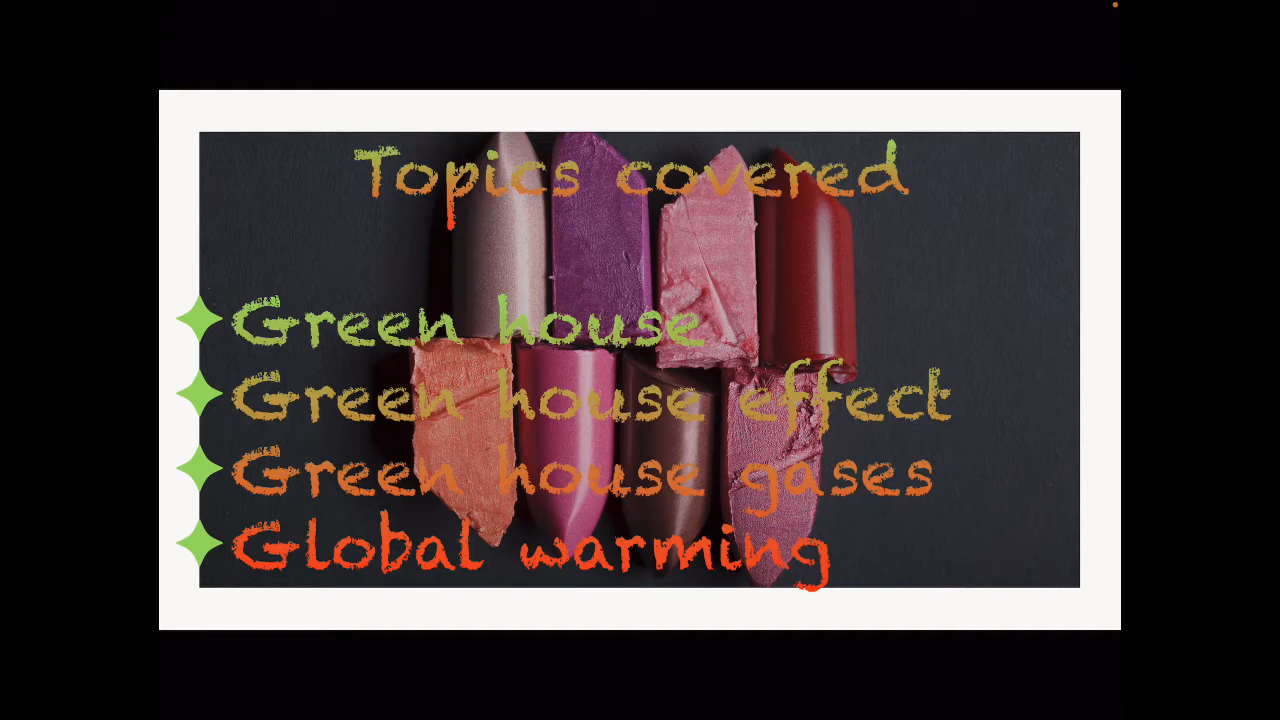 Topics covered
Green house
Green house effect
Green house gases
Global warming